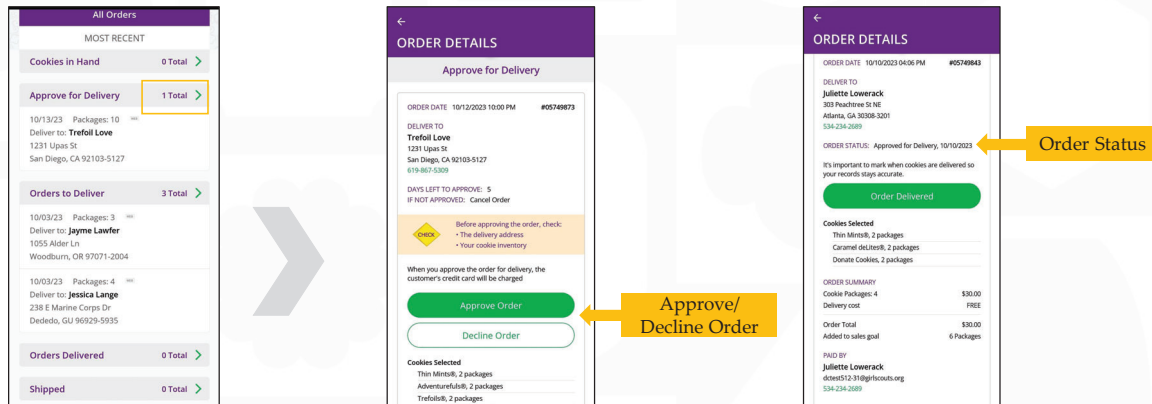 All Orders
MOST RECENT
Cookies in Hand 0 Total
Approve for Delivery 1 Total
10/13/23 Packages: 10
Deliver to: Trefoil Love
1231 Upas St
San Diego, CA 92103-5127
Orders to Deliver 3 Total
10/03/23 Packages: 3
Deliver to: Jayme Lawfer
1055 Alder Ln
Woodburn, OR 97071-2004
10/03/23 Packages: 4
Deliver to: Jessica Lange
238 E Marine Corps Dr
Dededo, GU 96929-5935
Orders Delivered 0 Total
Shipped 0 Total
ORDER DETAILS
Approve for Delivery
ORDER DATE 10/12/2023 10:00 PM #05749873
DELIVER TO
Trefoil Love
1231 Upas St
San Diego, CA 92103-5127
619-867-5309
DAYS LEFT TO APPROVE: 5
IF NOT APPROVED: Cancel Order
CHECK
Before approving the order, check:
• The delivery address
• Your cookie inventory
When you approve the order for delivery, the
customer's credit card will be charged
Approve Order
Decline Order
Cookies Selected
Thin Mints®, 2 packages
Adventurefuls®, 2 packages
Trefoils®, 2 packages
Approve/
Decline Order
ORDER DETAILS
ORDER DATE 10/10/2023 04:06 PM #05749843
DELIVER TO
Juliette Lowerack
303 Peachtree St NE
Atlanta, GA 30308-3201
534-234-2689
ORDER STATUS: Approved for Delivery, 10/10/2023
It's important to mark when cookies are delivered so
your records stays accurate.
Order Delivered
Cookies Selected
Thin Mints®, 2 packages
Caramel deLites®, 2 packages
Donate Cookies, 2 packages
ORDER SUMMARY
Cookie Packages: 4 $30.00
Delivery cost FREE
Order Total $30.00
Added to sales goal 6 Packages
PAID BY
Juliette Lowerack
dctest512-31@girlscouts.org
534-234-2689
Order Status